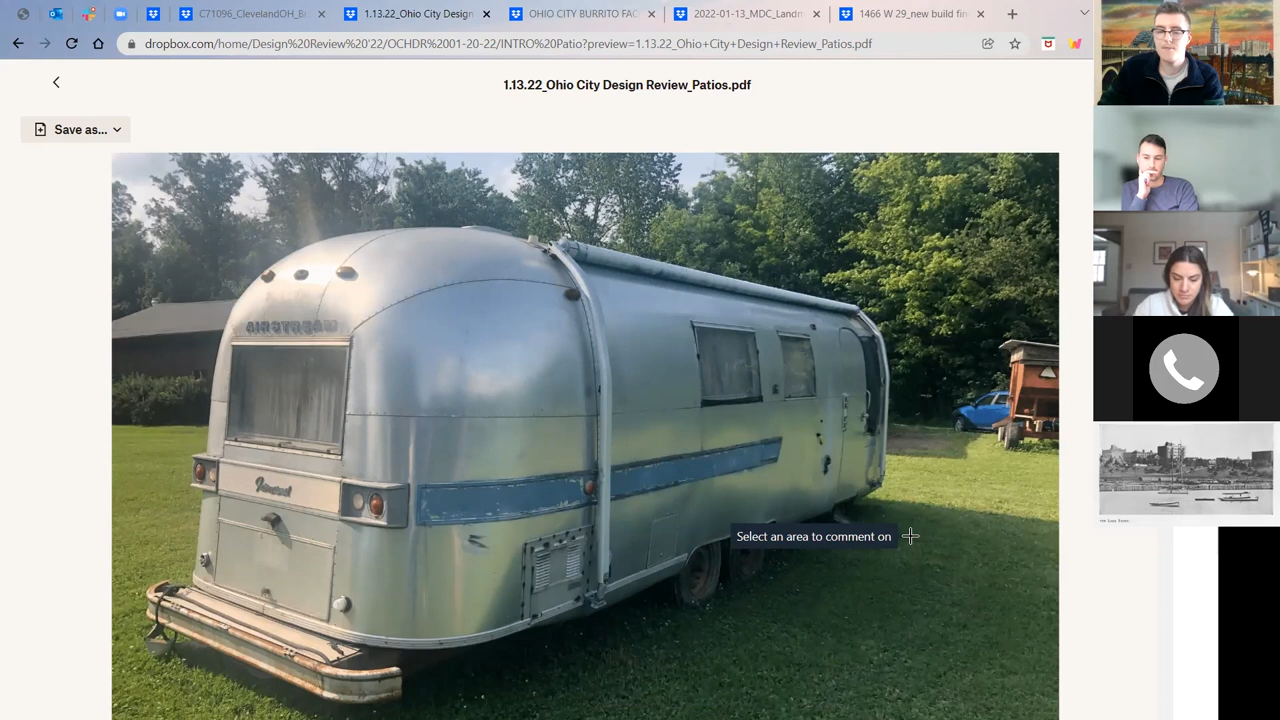 C71096_ClevelandOH_B
1.13.22_Ohio City Design
OHIO CITY BURRITO FAC
2022-01-13_MDC_Landm
1466 W 29_new build fin
dropbox.com/home/Design%20Review%20'22/OCHDR%2001-30-22/INTRO%20Patio?preview=1.13.22_Ohio+City+Design+Review_Patios.pdf
1.13.22_Ohio City Design Review_Patios.pdf
Save as...
AIRSTREAM
Select an area to comment on